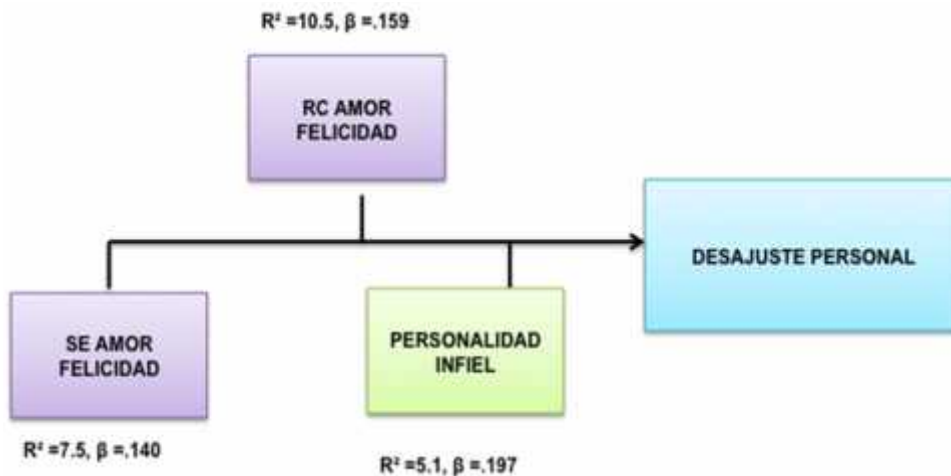 R² =10.5, β =.159
RC AMOR
FELICIDAD
DESAJUSTE PERSONAL
SE AMOR
FELICIDAD
PERSONALIDAD
INFIEL
R² =7.5, β =.140
R² =5.1, β =.197